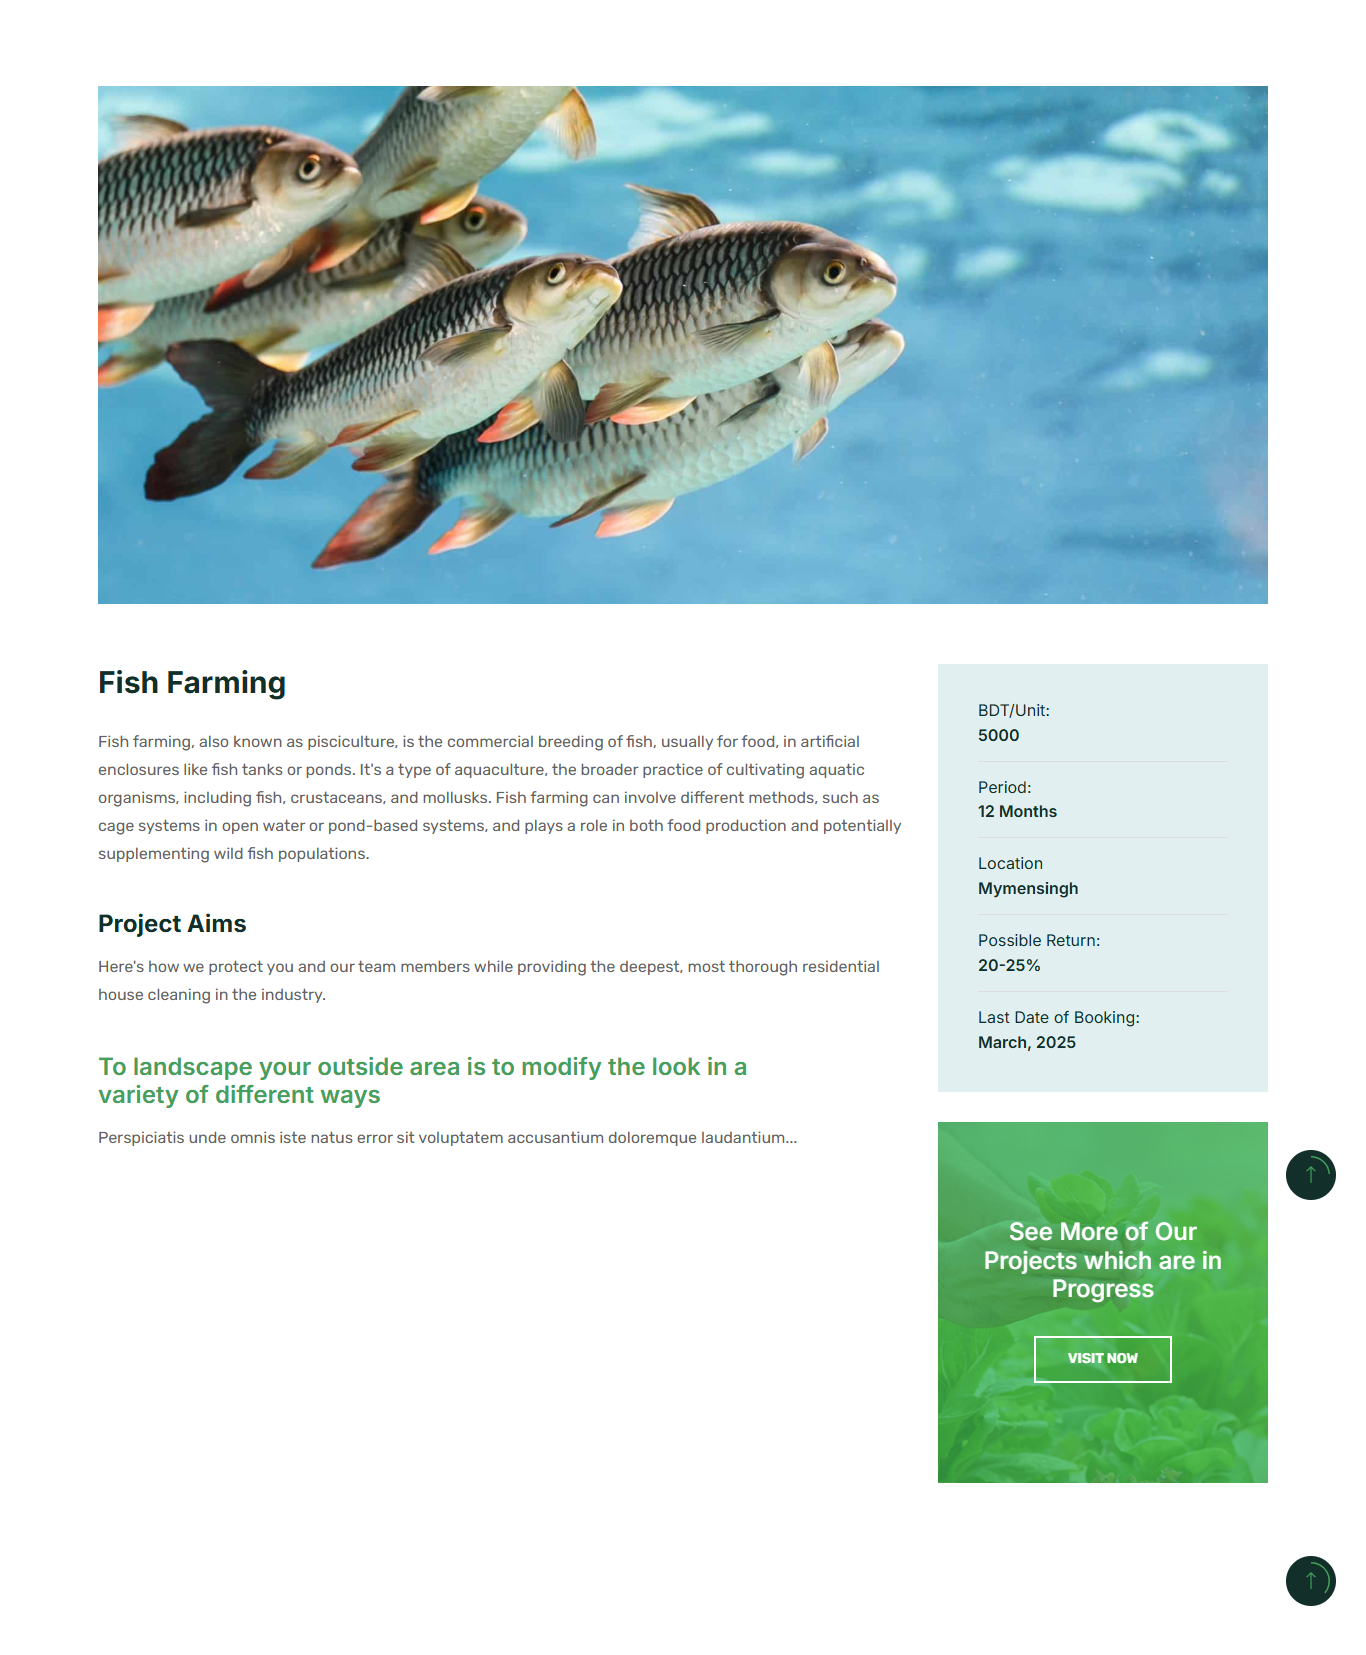 Fish Farming
Fish farming, also known as pisciculture, is the commercial breeding of fish, usually for food, in artificial
enclosures like fish tanks or ponds. It's a type of aquaculture, the broader practice of cultivating aquatic
organisms, including fish, crustaceans, and mollusks. Fish farming can involve different methods, such as
cage systems in open water or pond-based systems, and plays a role in both food production and potentially
supplementing wild fish populations.
Project Aims
Here's how we protect you and our team members while providing the deepest, most thorough residential
house cleaning in the industry.
To landscape your outside area is to modify the look in a
variety of different ways
Perspiciatis unde omnis iste natus error sit voluptatem accusantium doloremque laudantium...
BDT/Unit:
5000
Period:
12 Months
Location
Mymensingh
Possible Return:
20-25%
Last Date of Booking:
March, 2025
See More of Our
Projects which are in
Progress
VISIT NOW